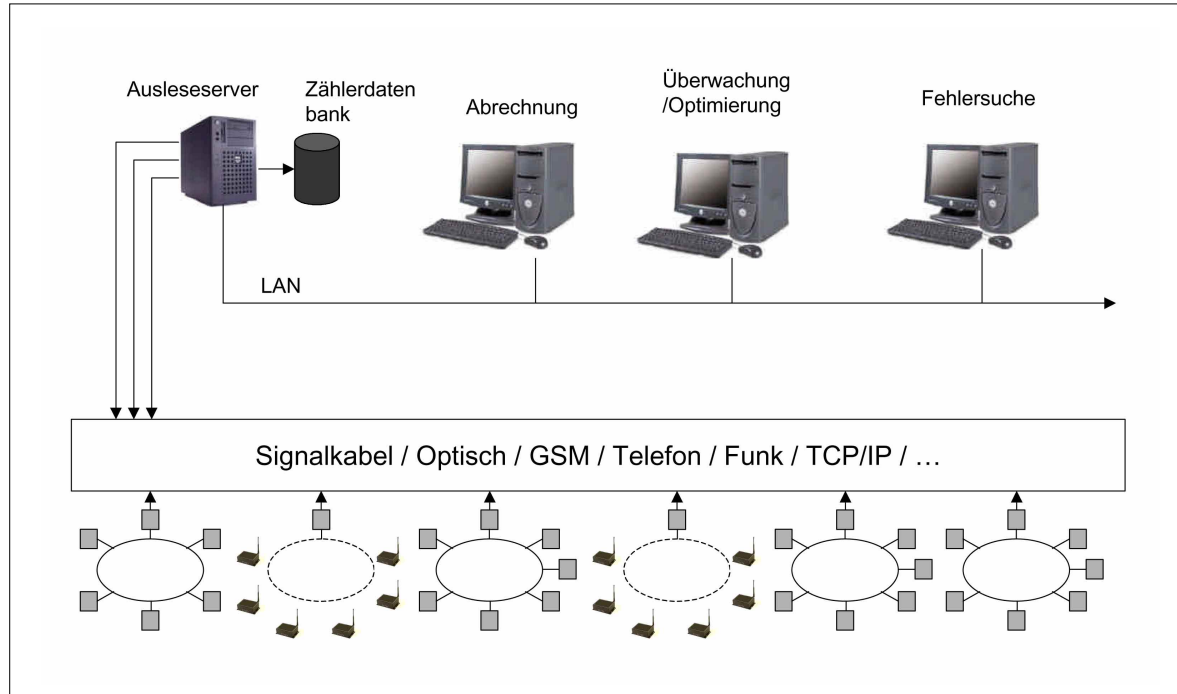 Ausleseserver
Zählerdaten
bank
Abrechnung
Überwachung
/Optimierung
Fehlersuche
LAN
Signalkabel / Optisch / GSM / Telefon / Funk / TCP/IP / …